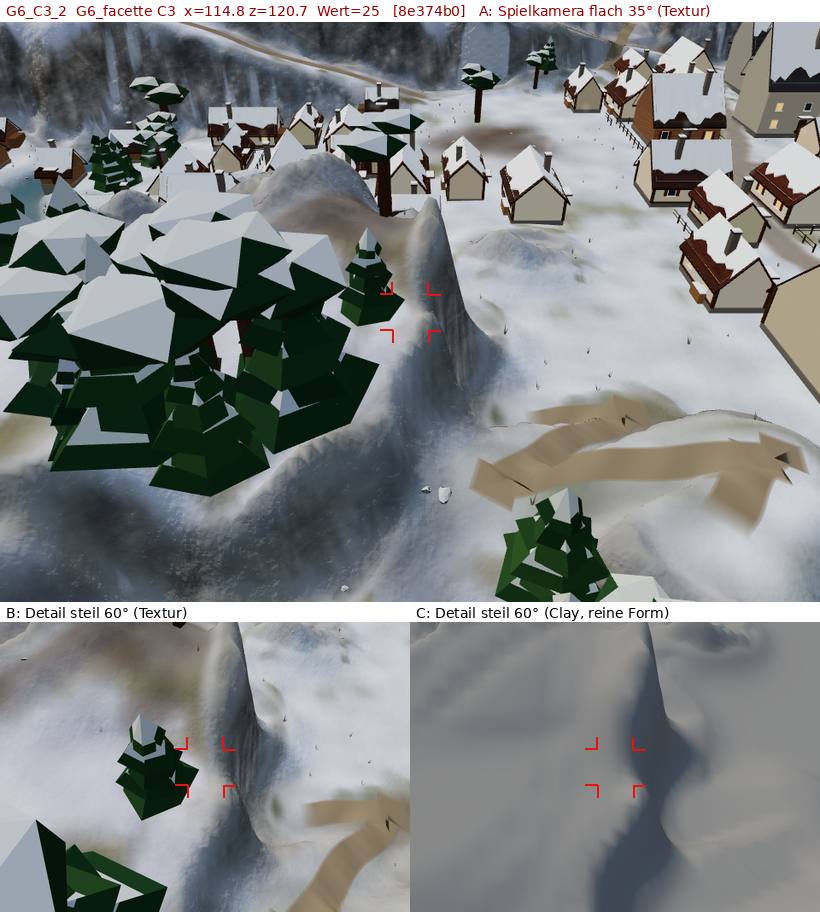 G6_C3_2  G6_facette C3  x=114.8 z=120.7  Wert=25   [8e374b0]   A: Spielkamera flach 35° (Textur)
B: Detail steil 60° (Textur)
C: Detail steil 60° (Clay, reine Form)